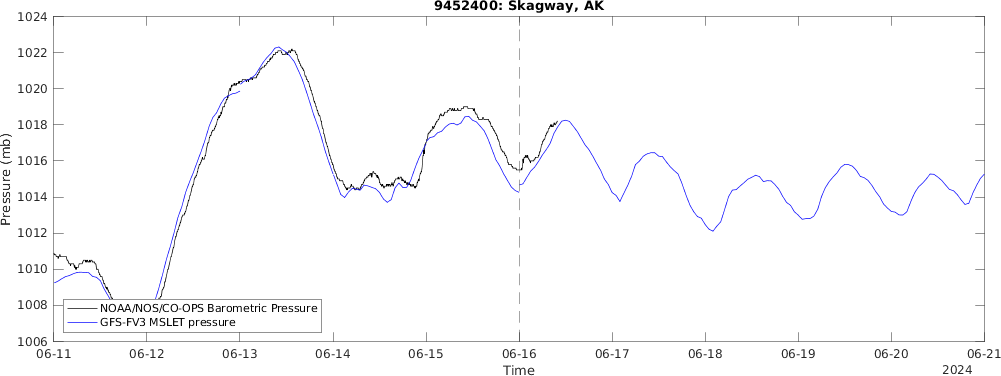 9452400: Skagway, AK
1024
1022
1020
1018
1016
1014
1012
1010
1008
1006
Pressure (mb)
NOAA/NOS/CO-OPS Barometric Pressure
GFS-FV3 MSLET pressure
06-11 06-12 06-13 06-14 06-15 06-16 06-17 06-18 06-19 06-20 06-21
Time
2024